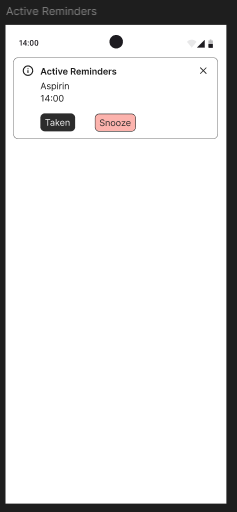 Active Reminders
14:00
Active Reminders
Aspirin
14:00
Taken
Snooze